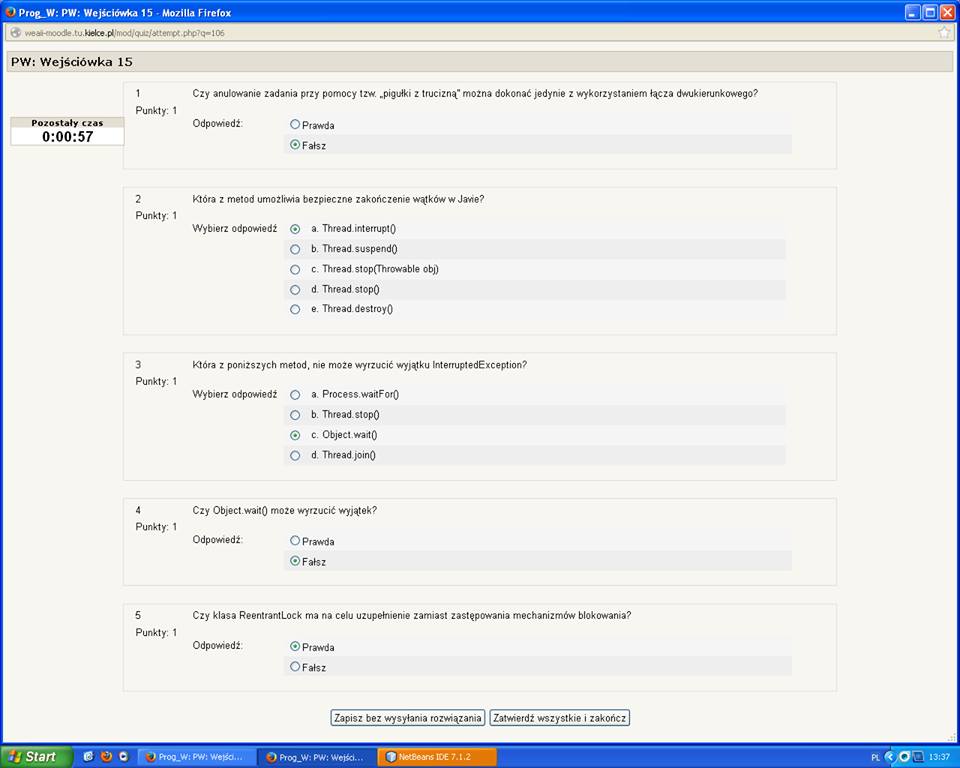 Prog_W: PW: Wejściówka 15 - Mozilla Firefox
weaii-moodle.tu.kielce.pl/mod/quiz/attempt.php?q=106
PW: Wejściówka 15
Pozostały czas
0:00:57
1
Punkty: 1
Czy anulowanie zadania przy pomocy tzw. „pigułki z trucizną" można dokonać jedynie z wykorzystaniem łącza dwukierunkowego?
Odpowiedź:
Prawda
Fałsz
2
Punkty: 1
Która z metod umożliwia bezpieczne zakończenie wątków w Javie?
Wybierz odpowiedź
a. Thread.interrupt()
b. Thread.suspend()
c. Thread.stop(Throwable obj)
d. Thread.stop()
e. Thread.destroy()
3
Punkty: 1
Która z poniższych metod, nie może wyrzucić wyjątku InterruptedException?
Wybierz odpowiedź
a. Process.waitFor()
b. Thread.stop()
c. Object.wait()
d. Thread.join()
4
Punkty: 1
Czy Object.wait() może wyrzucić wyjątek?
Odpowiedź:
Prawda
Fałsz
5
Punkty: 1
Czy klasa ReentrantLock ma na celu uzupełnienie zamiast zastępowania mechanizmów blokowania?
Odpowiedź:
Prawda
Fałsz
Zapisz bez wysyłania rozwiązania Zatwierdź wszystkie i zakończ
Start Prog_W: PW: Wejści... Prog_W: PW: Wejści... NetBeans IDE 7.1.2 PL 13:37